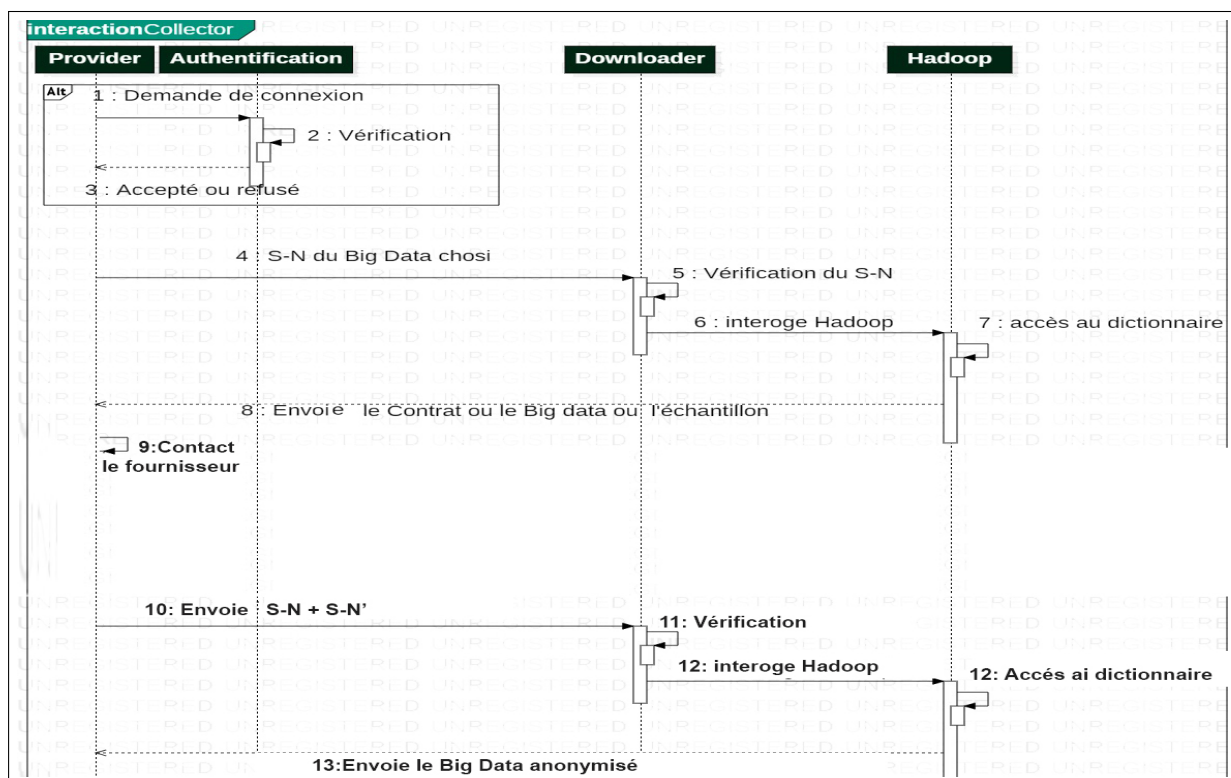 interactionCollector
Provider Authentification Downloader Hadoop
Alt
1 : Demande de connexion
2 : Vérification
3 : Accepté ou refusé
4 : S-N du Big Data chosi
5 : Vérification du S-N
6 : interoge Hadoop
7 : accès au dictionnaire
8 : Envoie le Contrat ou le Big data ou l'échantillon
9:Contact
le fournisseur
10: Envoie S-N + S-N’
11: Vérification
12: interoge Hadoop
12: Accés ai dictionnaire
13:Envoie le Big Data anonymisé
UNREGISTERED